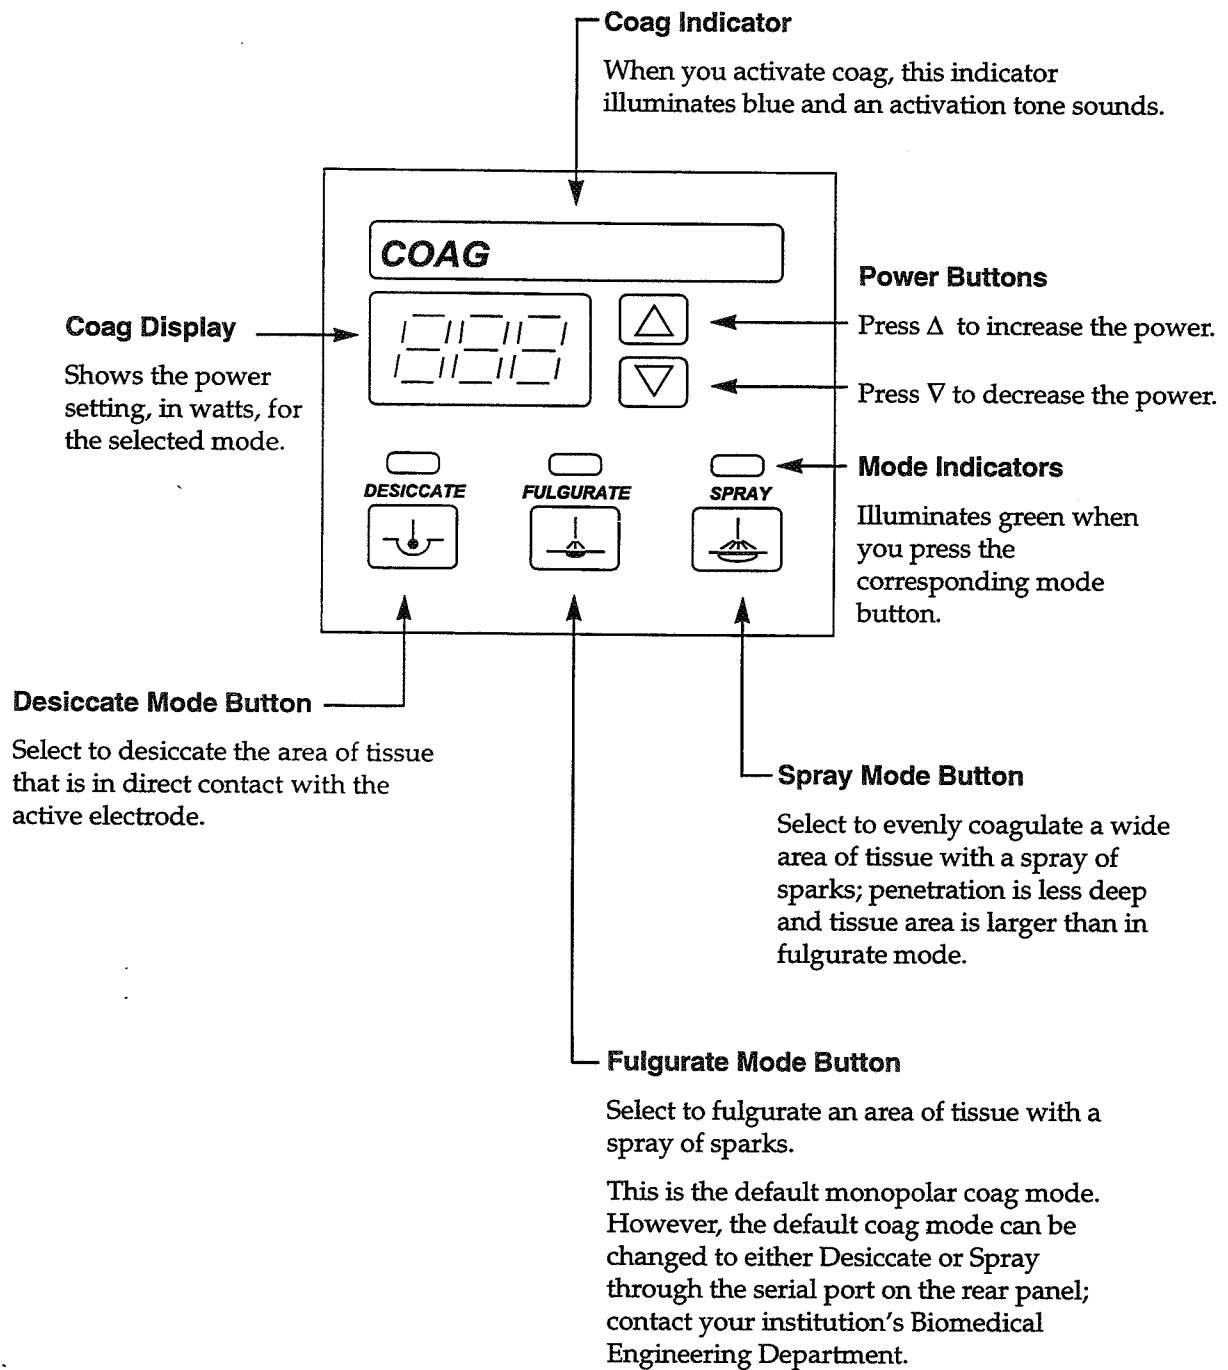 Coag Indicator
When you activate coag, this indicator
illuminates blue and an activation tone sounds.
COAG
Coag Display
Shows the power
setting, in watts, for
the selected mode.
888
Power Buttons
Press Δ to increase the power.
Press ∇ to decrease the power.
DESICCATE
FULGURATE
SPRAY
Mode Indicators
Illuminates green when
you press the
corresponding mode
button.
Desiccate Mode Button
Select to desiccate the area of tissue
that is in direct contact with the
active electrode.
Spray Mode Button
Select to evenly coagulate a wide
area of tissue with a spray of
sparks; penetration is less deep
and tissue area is larger than in
fulgurate mode.
Fulgurate Mode Button
Select to fulgurate an area of tissue with a
spray of sparks.
This is the default monopolar coag mode.
However, the default coag mode can be
changed to either Desiccate or Spray
through the serial port on the rear panel;
contact your institution's Biomedical
Engineering Department.